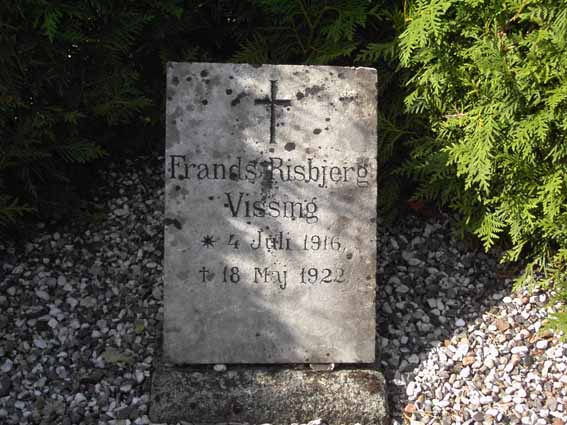 Frands Risbjerg
Vissing
* 4 Juli 1916
† 18 Maj 1922